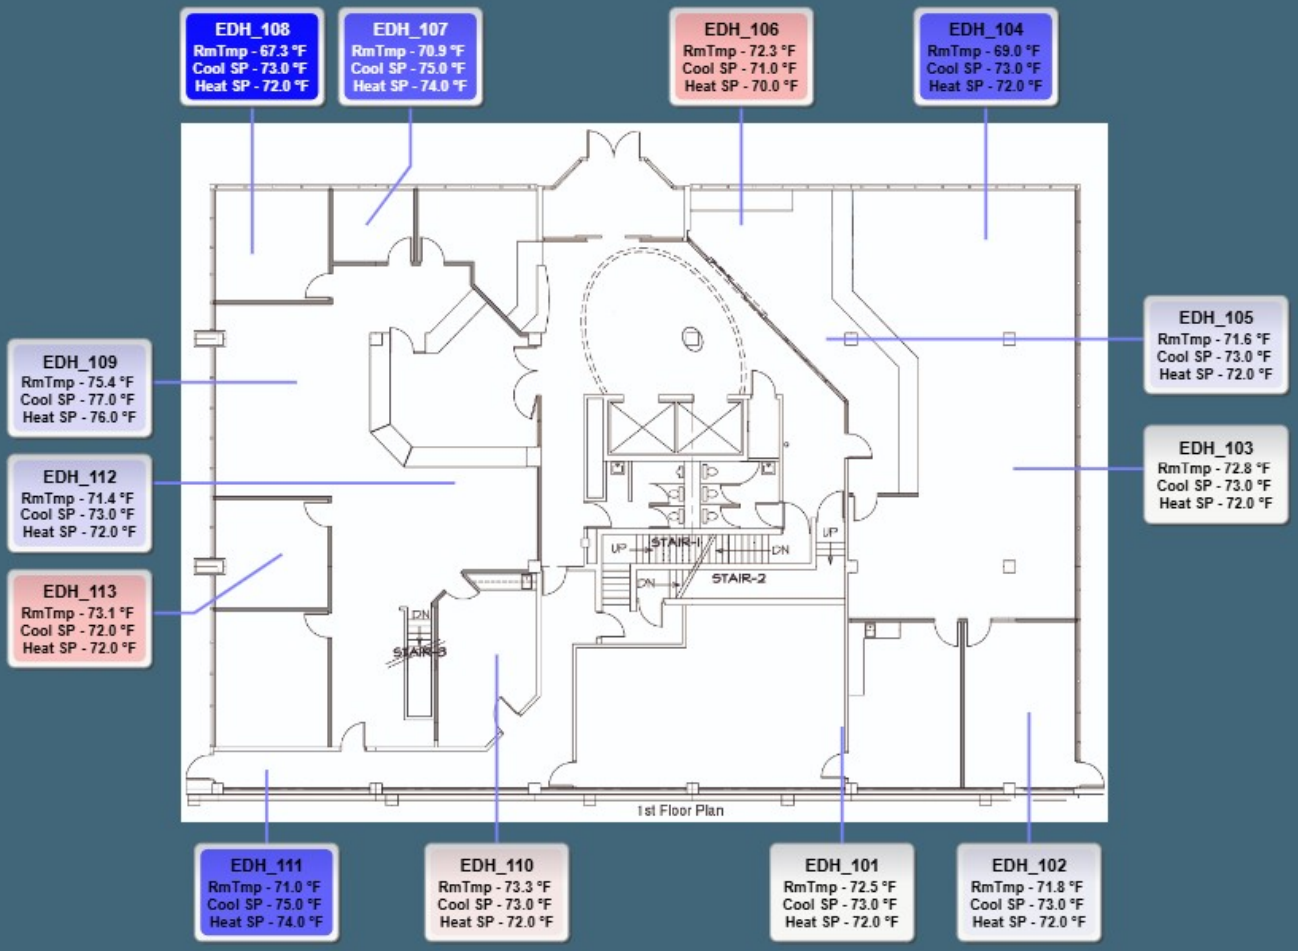 EDH_108
RmTmp - 67.3 °F
Cool SP - 73.0 °F
Heat SP - 72.0 °F
EDH_107
RmTmp - 70.9 °F
Cool SP - 75.0 °F
Heat SP - 74.0 °F
EDH_106
RmTmp - 72.3 °F
Cool SP - 71.0 °F
Heat SP - 70.0 °F
EDH_104
RmTmp - 69.0 °F
Cool SP - 73.0 °F
Heat SP - 72.0 °F
EDH_105
RmTmp - 71.6 °F
Cool SP - 73.0 °F
Heat SP - 72.0 °F
EDH_109
RmTmp - 75.4 °F
Cool SP - 77.0 °F
Heat SP - 76.0 °F
EDH_103
RmTmp - 72.8 °F
Cool SP - 73.0 °F
Heat SP - 72.0 °F
EDH_112
RmTmp - 71.4 °F
Cool SP - 73.0 °F
Heat SP - 72.0 °F
EDH_113
RmTmp - 73.1 °F
Cool SP - 72.0 °F
Heat SP - 72.0 °F
UP
STAIR-1
DN
UP
DN
STAIR-2
DN
STAIR-3
1st Floor Plan
EDH_111
RmTmp - 71.0 °F
Cool SP - 75.0 °F
Heat SP - 74.0 °F
EDH_110
RmTmp - 73.3 °F
Cool SP - 73.0 °F
Heat SP - 72.0 °F
EDH_101
RmTmp - 72.5 °F
Cool SP - 73.0 °F
Heat SP - 72.0 °F
EDH_102
RmTmp - 71.8 °F
Cool SP - 73.0 °F
Heat SP - 72.0 °F